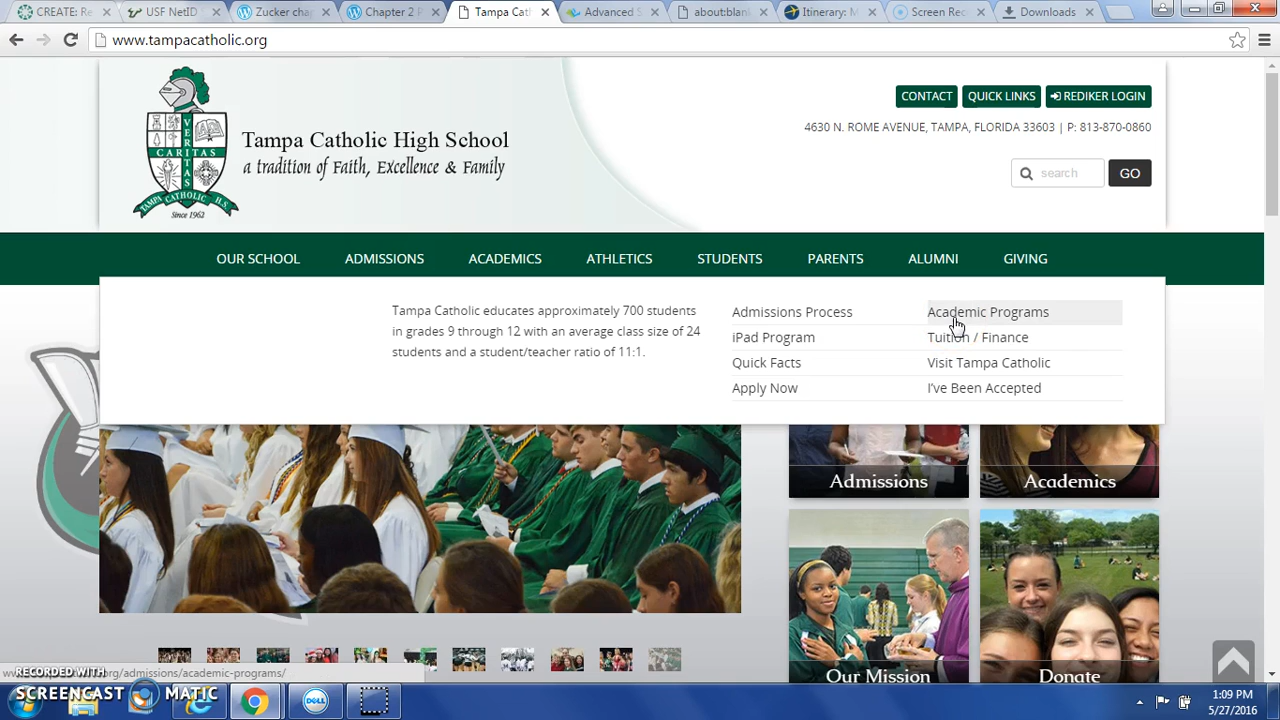 CREATE: Re
USF NetID
Zucker chap
Chapter 2 P
Tampa Cath
Advanced S
about:blan
Itinerary: M
Screen Rec
Downloads
www.tampacatholic.org
CONTACT
QUICK LINKS
REDIKER LOGIN
4630 N. ROME AVENUE, TAMPA, FLORIDA 33603 | P: 813-870-0860
search
GO
VERITAS
CARITAS
TAMPA CATHOLIC H.S.
Since 1962
Tampa Catholic High School
a tradition of Faith, Excellence & Family
OUR SCHOOL
ADMISSIONS
ACADEMICS
ATHLETICS
STUDENTS
PARENTS
ALUMNI
GIVING
Tampa Catholic educates approximately 700 students
in grades 9 through 12 with an average class size of 24
students and a student/teacher ratio of 11:1.
Admissions Process
iPad Program
Quick Facts
Apply Now
Academic Programs
Tuition / Finance
Visit Tampa Catholic
I've Been Accepted
Admissions
Academics
Our Mission
Donate
org/admissions/academic-programs/
RECORDED WITH
SCREENCAST MATIC
DELL
1:09 PM
5/27/2016